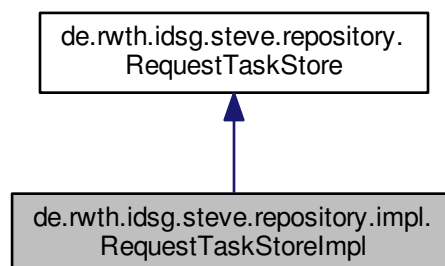 de.rwth.idsg.steve.repository.
RequestTaskStore
de.rwth.idsg.steve.repository.impl.
RequestTaskStoreImpl